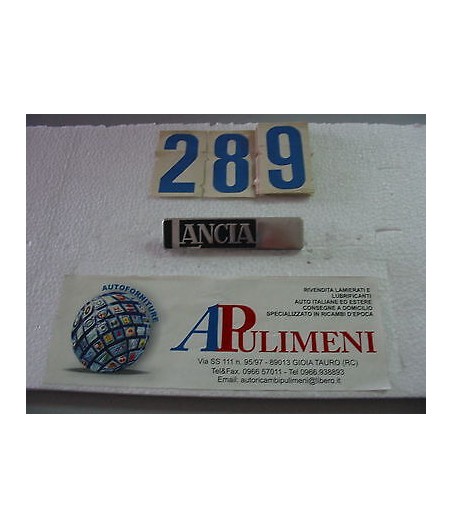 289
LANCIA
AUTOFORNITURE
RIVENDITA LAMIERATI E
LUBRIFICANTI
AUTO ITALIANE ED ESTERE
CONSEGNE A DOMICILIO
SPECIALIZZATO IN RICAMBI D'EPOCA
APULIMENI
Via SS 111 n. 95/97 - 89013 GIOIA TAURO (RC)
Tel&Fax. 0966 57011 - Tel 0966 938893
Email: autoricambipulimeni@libero.it